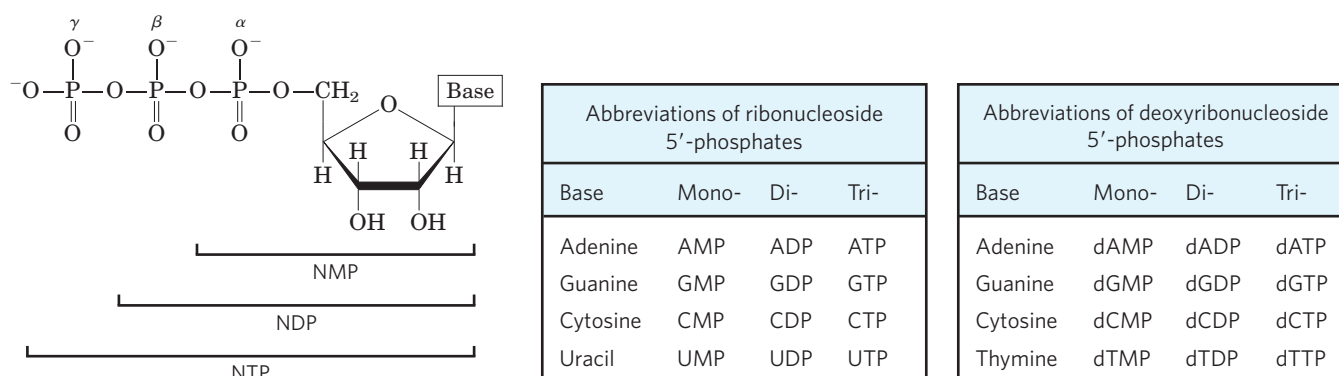 γ β α
O⁻ O⁻ O⁻
⁻O—P—O—P—O—P—O—CH₂ O Base
O O O
H H
H H
OH OH
NMP
NDP
NTP
Abbreviations of ribonucleoside
5′-phosphates
Base Mono- Di- Tri-
Adenine AMP ADP ATP
Guanine GMP GDP GTP
Cytosine CMP CDP CTP
Uracil UMP UDP UTP
Abbreviations of deoxyribonucleoside
5′-phosphates
Base Mono- Di- Tri-
Adenine dAMP dADP dATP
Guanine dGMP dGDP dGTP
Cytosine dCMP dCDP dCTP
Thymine dTMP dTDP dTTP